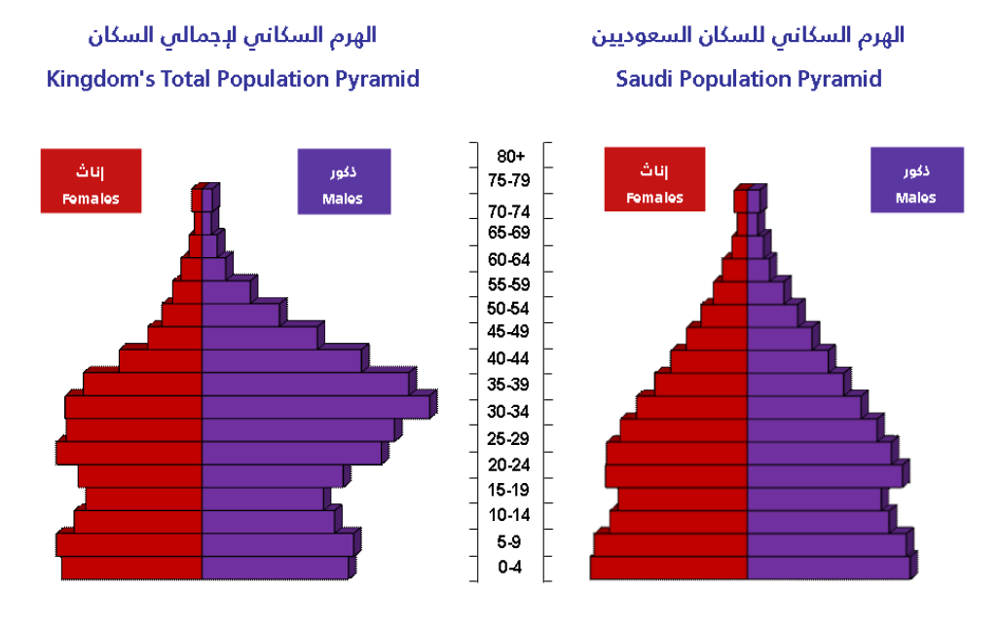 الهرم السكاني لإجمالي السكان
Kingdom's Total Population Pyramid
إناث
Females
ذكور
Males
80+
75-79
70-74
65-69
60-64
55-59
50-54
45-49
40-44
35-39
30-34
25-29
20-24
15-19
10-14
5-9
0-4
الهرم السكاني للسكان السعوديين
Saudi Population Pyramid
إناث
Females
ذكور
Males